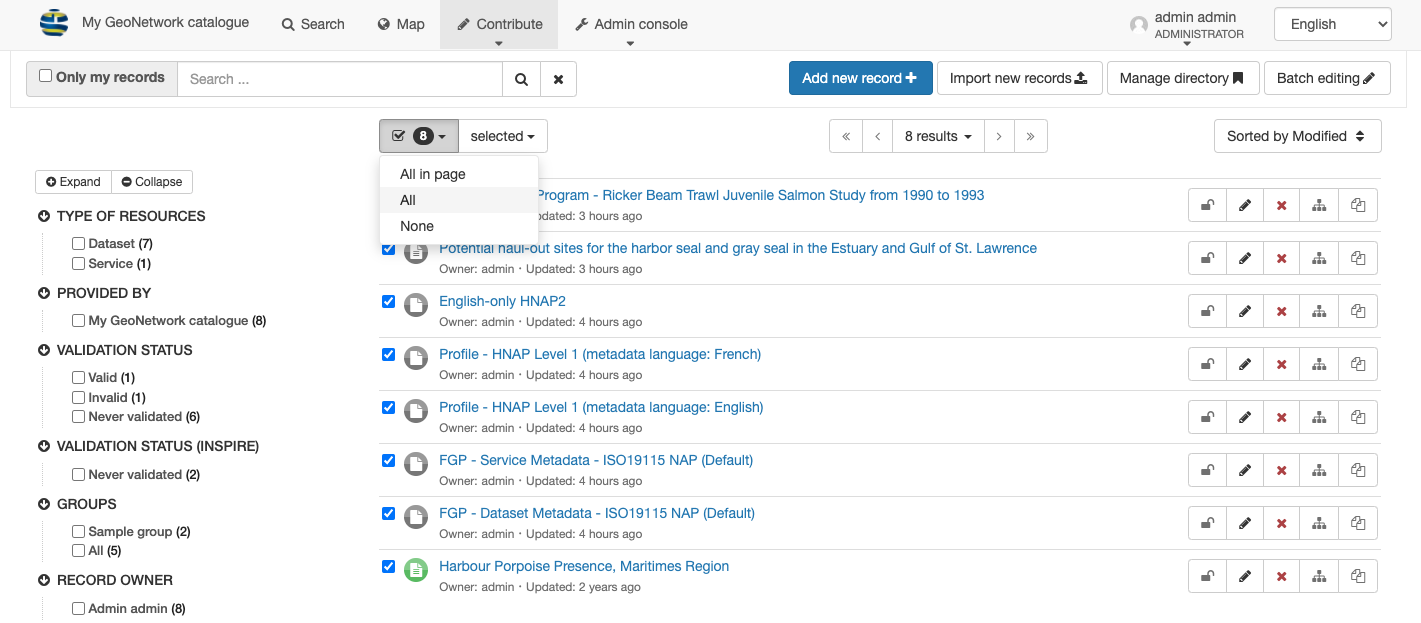 My GeoNetwork catalogue Search Map Contribute Admin console admin admin ADMINISTRATOR English
Only my records Search ... Add new record Import new records Manage directory Batch editing
8 selected « ‹ 8 results › » Sorted by Modified
All in page
All
None
Expand Collapse
TYPE OF RESOURCES
Dataset (7)
Service (1)
PROVIDED BY
My GeoNetwork catalogue (8)
VALIDATION STATUS
Valid (1)
Invalid (1)
Never validated (6)
VALIDATION STATUS (INSPIRE)
Never validated (2)
GROUPS
Sample group (2)
All (5)
RECORD OWNER
Admin admin (8)
Program - Ricker Beam Trawl Juvenile Salmon Study from 1990 to 1993
3 hours ago
Potential haul-out sites for the harbor seal and gray seal in the Estuary and Gulf of St. Lawrence
Owner: admin · Updated: 3 hours ago
English-only HNAP2
Owner: admin · Updated: 4 hours ago
Profile - HNAP Level 1 (metadata language: French)
Owner: admin · Updated: 4 hours ago
Profile - HNAP Level 1 (metadata language: English)
Owner: admin · Updated: 4 hours ago
FGP - Service Metadata - ISO19115 NAP (Default)
Owner: admin · Updated: 4 hours ago
FGP - Dataset Metadata - ISO19115 NAP (Default)
Owner: admin · Updated: 4 hours ago
Harbour Porpoise Presence, Maritimes Region
Owner: admin · Updated: 2 years ago